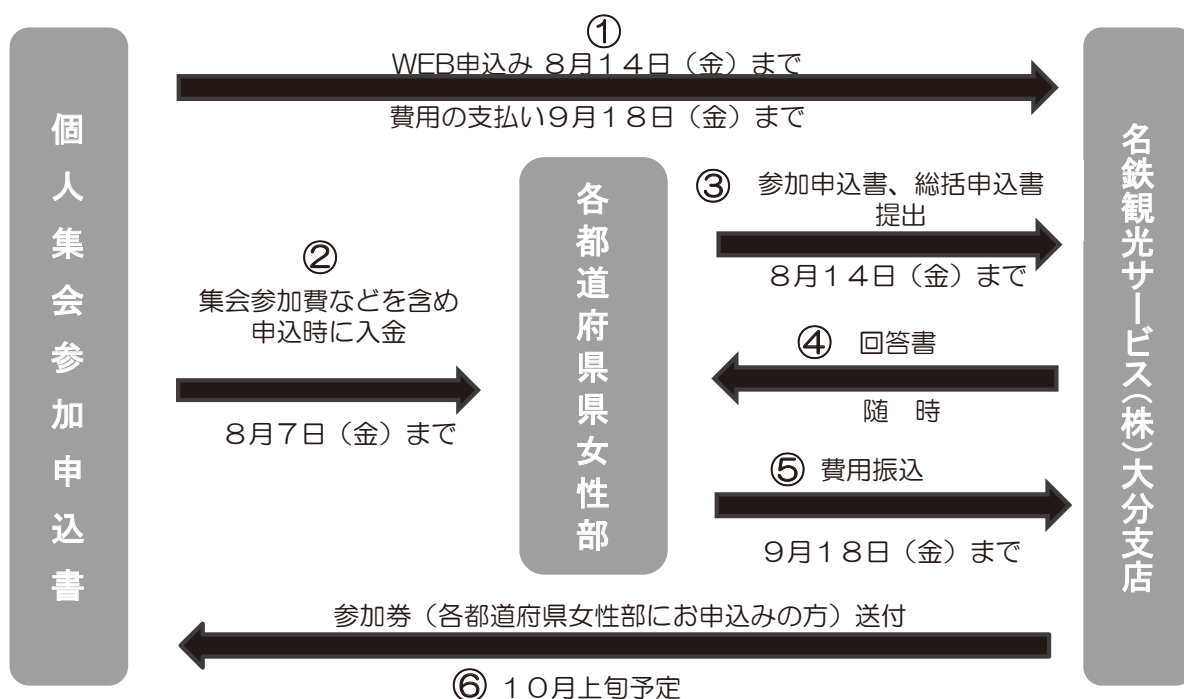 ①
WEB申込み 8月14日（金）まで
費用の支払い9月18日（金）まで
個人集会参加申込書
各都道府県県女性部
名鉄観光サービス(株)大分支店
②
集会参加費などを含め
申込時に入金
8月7日（金）まで
③ 参加申込書、総括申込書
提出
8月14日（金）まで
④ 回答書
随 時
⑤ 費用振込
9月18日（金）まで
参加券（各都道府県女性部にお申込みの方）送付
⑥ 10月上旬予定